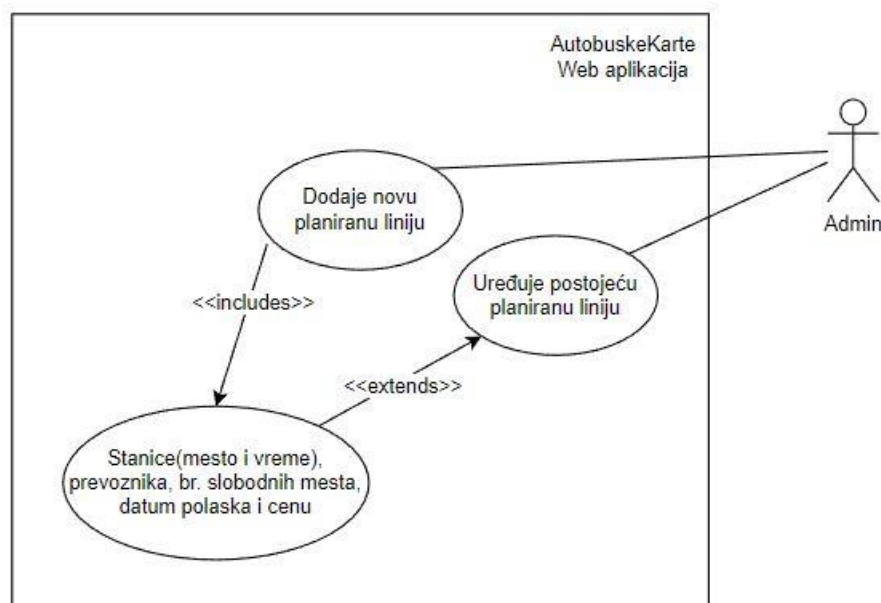 AutobuskeKarte
Web aplikacija
Dodaje novu
planiranu liniju
Admin
Uređuje postojeću
planiranu liniju
<<includes>>
<<extends>>
Stanice(mesto i vreme),
prevoznika, br. slobodnih mesta,
datum polaska i cenu